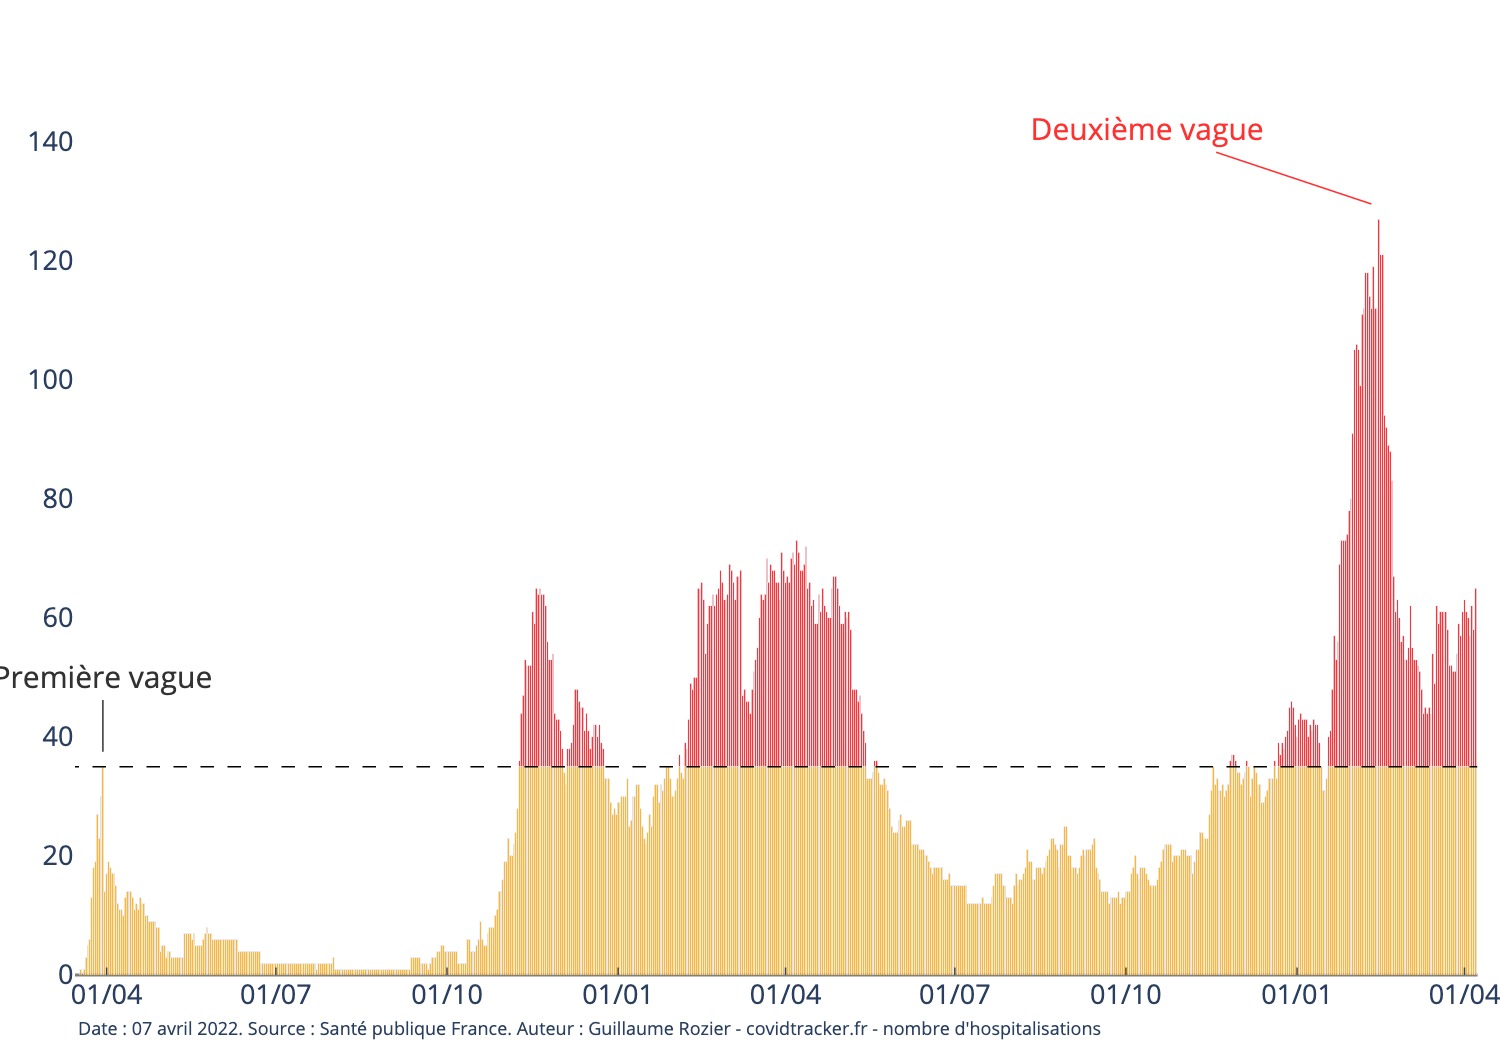 Deuxième vague
140
120
100
80
60
Première vague
40
20
0
01/04 01/07 01/10 01/01 01/04 01/07 01/10 01/01 01/04
Date : 07 avril 2022. Source : Santé publique France. Auteur : Guillaume Rozier - covidtracker.fr - nombre d'hospitalisations